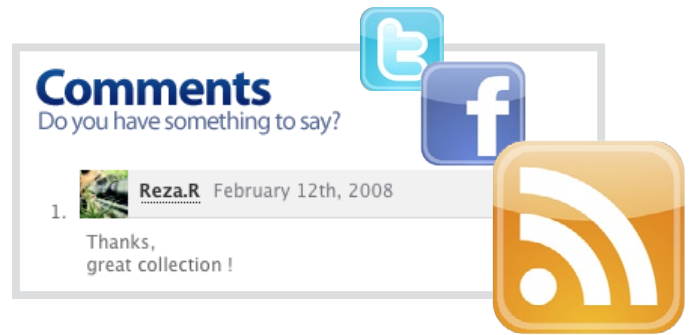 Comments
Do you have something to say?
1. Reza.R February 12th, 2008
Thanks,
great collection !
t
f